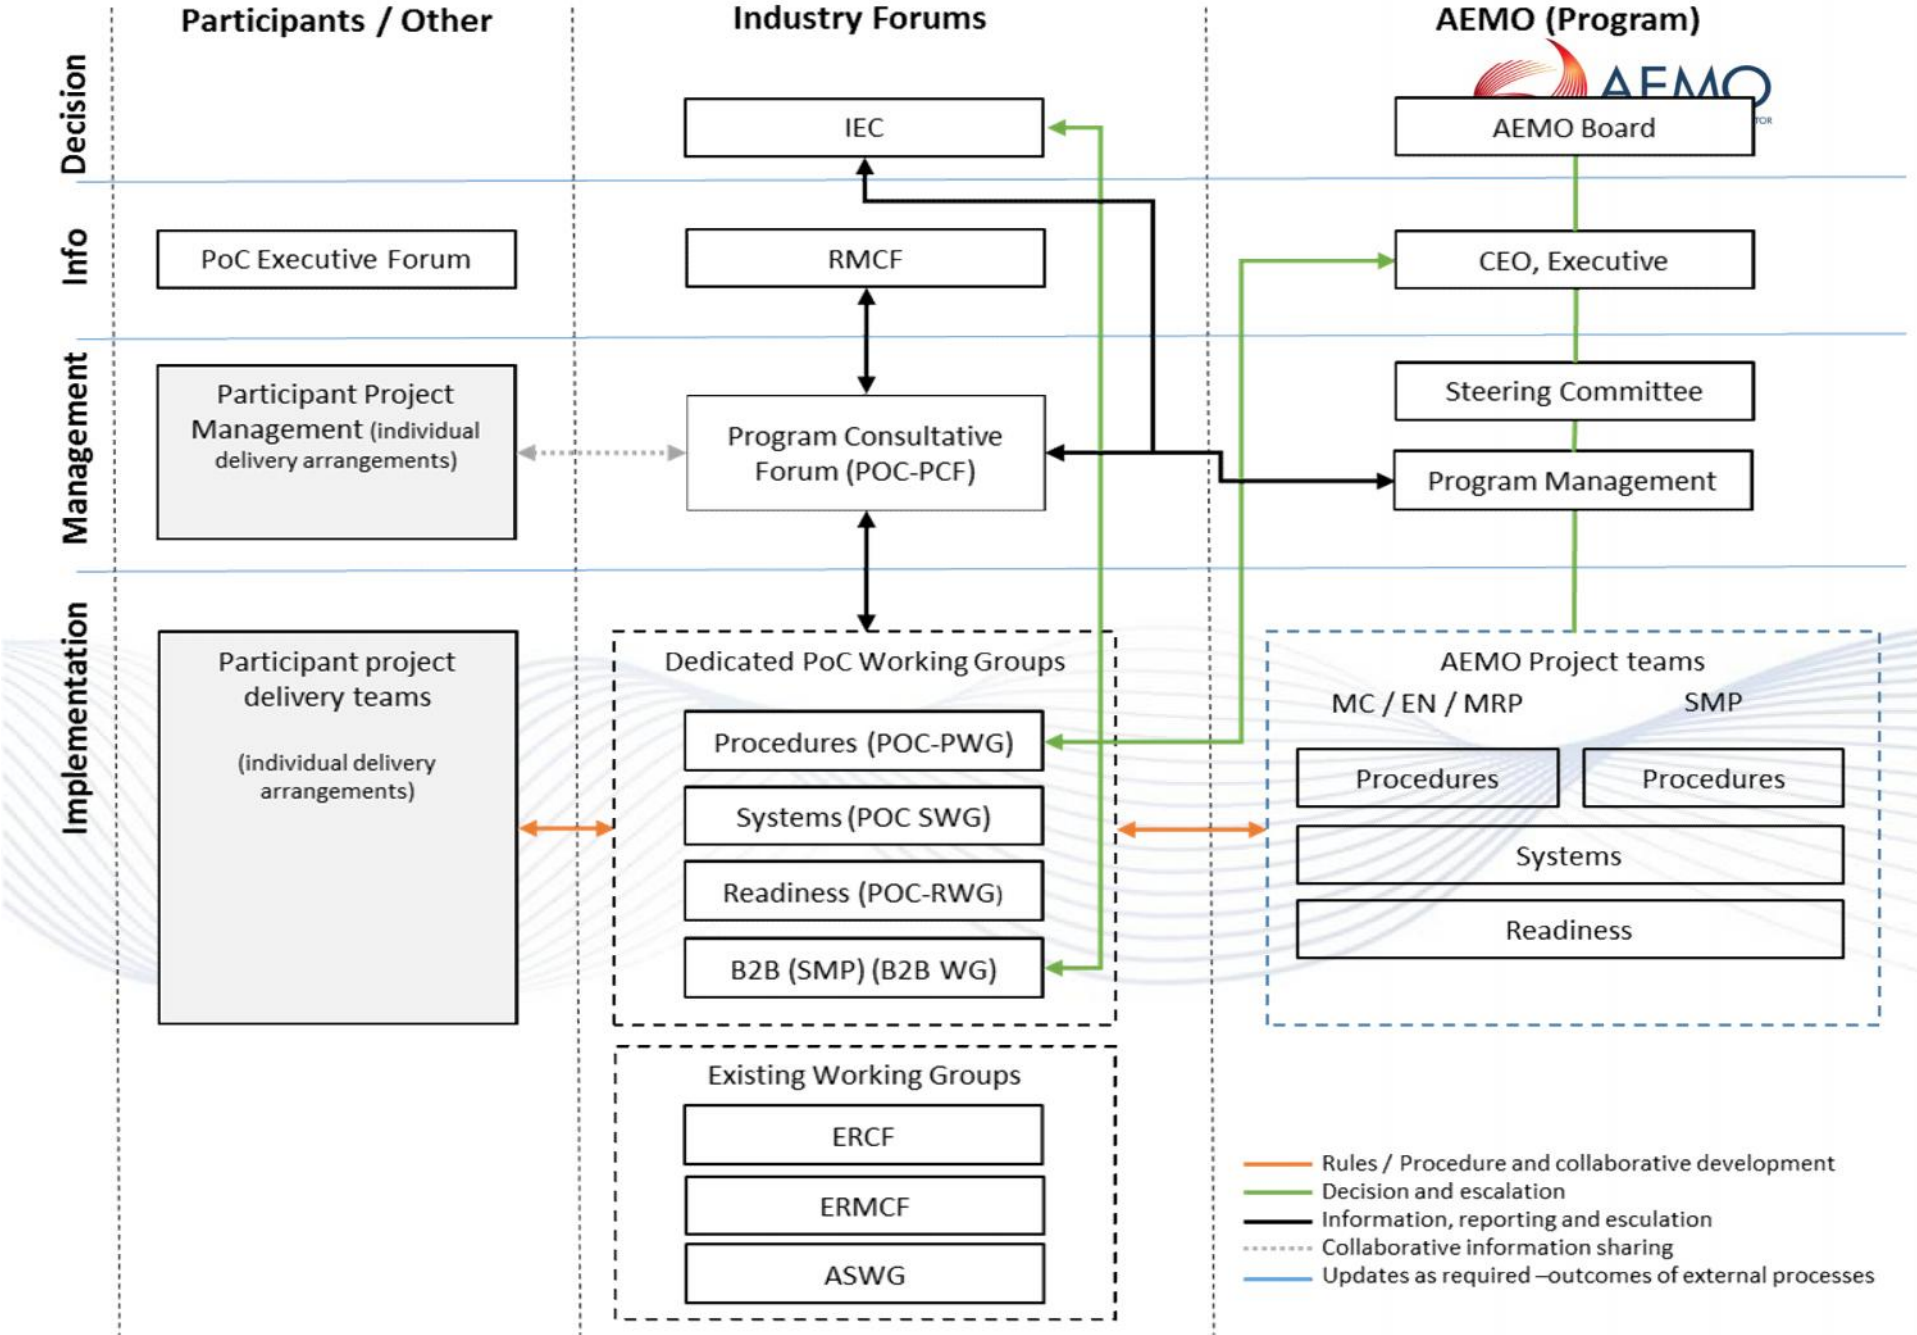 Participants / Other
Industry Forums
AEMO (Program)
Decision
IEC
AEMO
TOR
AEMO Board
Info
PoC Executive Forum
RMCF
CEO, Executive
Management
Participant Project
Management (individual
delivery arrangements)
Program Consultative
Forum (POC-PCF)
Steering Committee
Program Management
Implementation
Participant project
delivery teams
(individual delivery
arrangements)
Dedicated PoC Working Groups
Procedures (POC-PWG)
Systems (POC SWG)
Readiness (POC-RWG)
B2B (SMP) (B2B WG)
AEMO Project teams
MC / EN / MRP
SMP
Procedures
Procedures
Systems
Readiness
Existing Working Groups
ERCF
ERMCF
ASWG
Rules / Procedure and collaborative development
Decision and escalation
Information, reporting and esculation
Collaborative information sharing
Updates as required –outcomes of external processes